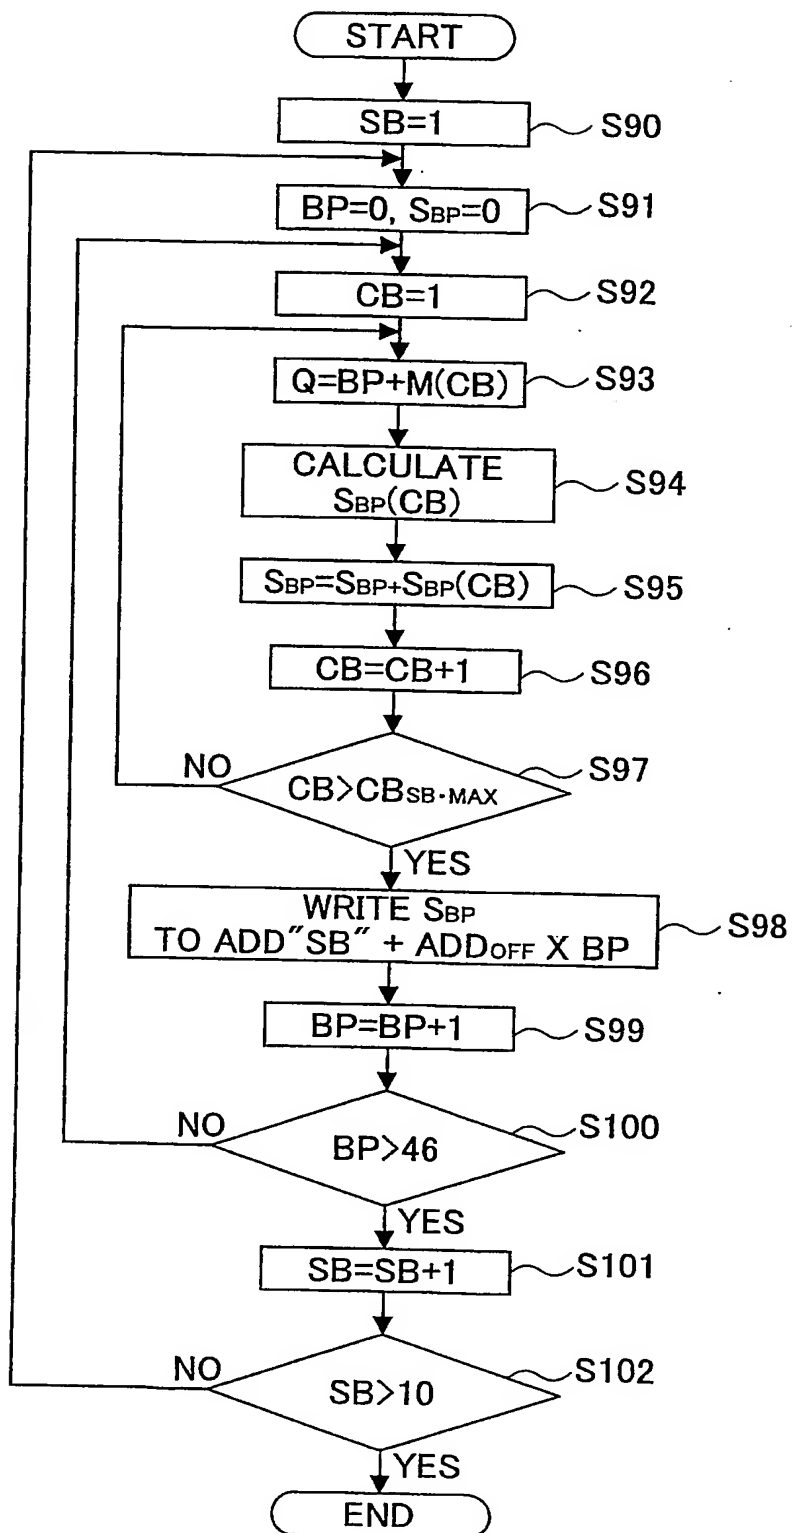 START
SB=1
S90
BP=0, SBP=0
S91
CB=1
S92
Q=BP+M(CB)
S93
CALCULATE
SBP(CB)
S94
SBP=SBP+SBP(CB)
S95
CB=CB+1
S96
NO
CB>CBSB·MAX
S97
YES
WRITE SBP
TO ADD"SB" + ADDOFF X BP
S98
BP=BP+1
S99
NO
BP>46
S100
YES
SB=SB+1
S101
NO
SB>10
S102
YES
END